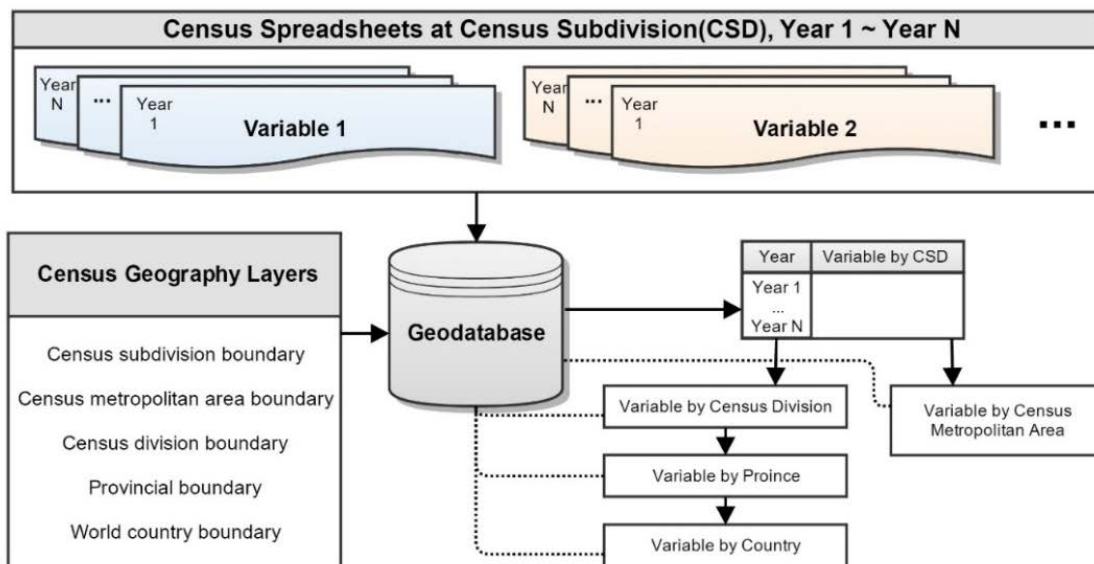 Census Spreadsheets at Census Subdivision(CSD), Year 1 ~ Year N
Year
N
...
Year
1
Variable 1
Year
N
...
Year
1
Variable 2
...
Census Geography Layers
Census subdivision boundary
Census metropolitan area boundary
Census division boundary
Provincial boundary
World country boundary
Geodatabase
Year
Variable by CSD
Year 1
...
Year N
Variable by Census Division
Variable by Proince
Variable by Country
Variable by Census
Metropolitan Area